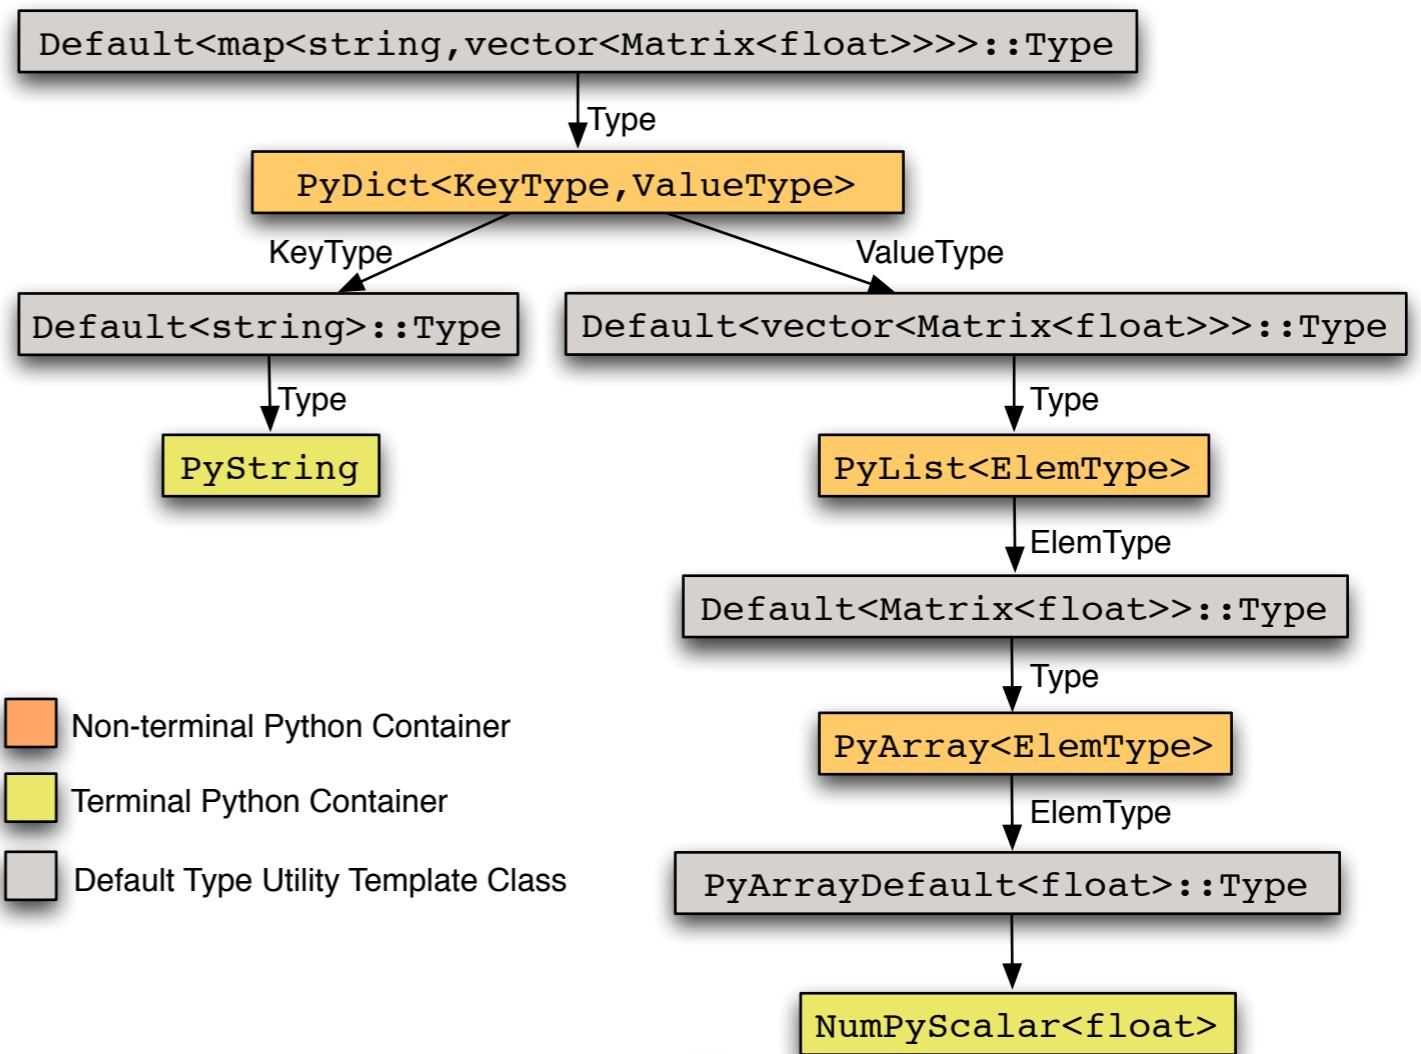 Default<map<string,vector<Matrix<float>>>>::Type
Type
PyDict<KeyType,ValueType>
KeyType
ValueType
Default<string>::Type
Default<vector<Matrix<float>>>::Type
Type
Type
PyString
PyList<ElemType>
ElemType
Default<Matrix<float>>::Type
Type
PyArray<ElemType>
ElemType
PyArrayDefault<float>::Type
NumPyScalar<float>
Non-terminal Python Container
Terminal Python Container
Default Type Utility Template Class